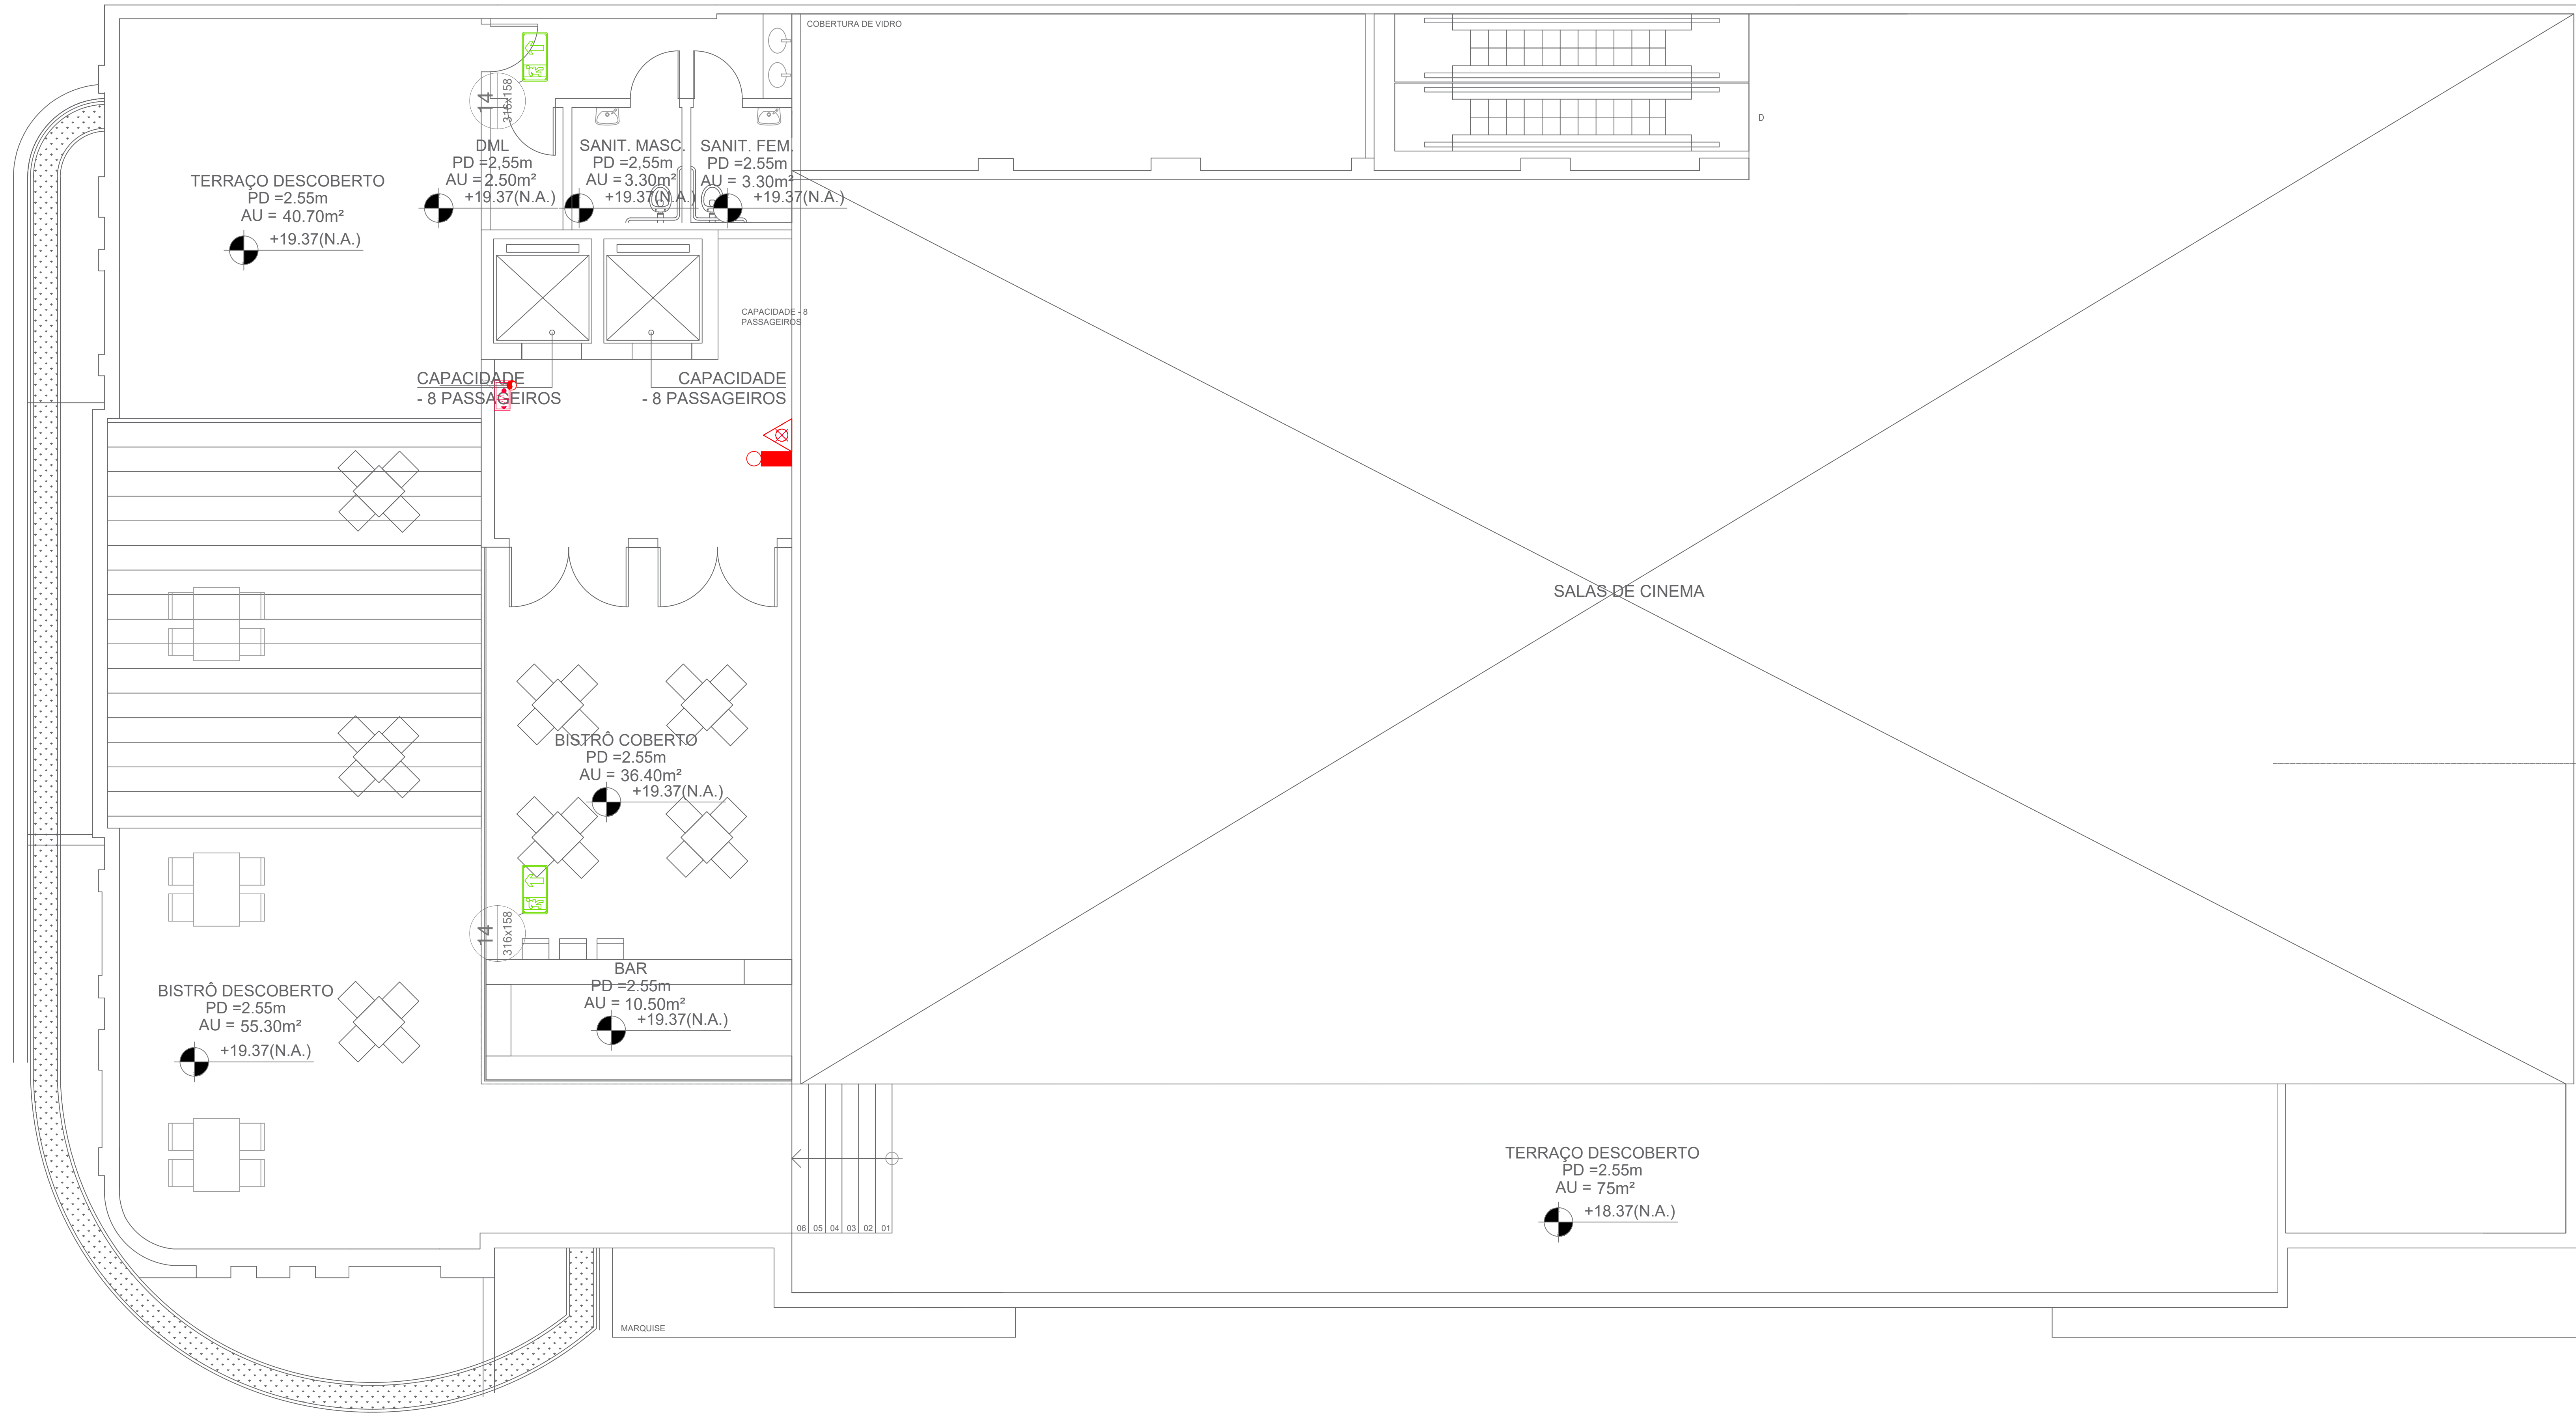 COBERTURA DE VIDRO
D
14
316x158
DML
PD =2,55m
AU = 2.50m²
+19.37(N.A.)
SANIT. MASC.
PD =2,55m
AU = 3.30m²
+19.37(N.A.)
SANIT. FEM.
PD =2.55m
AU = 3.30m²
+19.37(N.A.)
TERRAÇO DESCOBERTO
PD =2.55m
AU = 40.70m²
+19.37(N.A.)
CAPACIDADE - 8
PASSAGEIROS
CAPACIDADE
- 8 PASSAGEIROS
CAPACIDADE
- 8 PASSAGEIROS
SALAS DE CINEMA
BISTRÔ COBERTO
PD =2.55m
AU = 36.40m²
+19.37(N.A.)
14
316x158
BAR
PD =2.55m
AU = 10.50m²
+19.37(N.A.)
BISTRÔ DESCOBERTO
PD =2.55m
AU = 55.30m²
+19.37(N.A.)
TERRAÇO DESCOBERTO
PD =2.55m
AU = 75m²
+18.37(N.A.)
06 05 04 03 02 01
MARQUISE